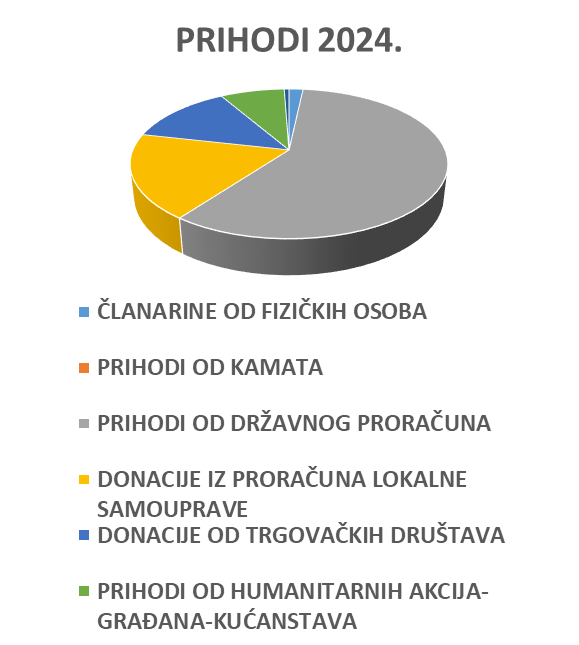 PRIHODI 2024.
ČLANARINE OD FIZIČKIH OSOBA
PRIHODI OD KAMATA
PRIHODI OD DRŽAVNOG PRORAČUNA
DONACIJE IZ PRORAČUNA LOKALNE
SAMOUPRAVE
DONACIJE OD TRGOVAČKIH DRUŠTAVA
PRIHODI OD HUMANITARNIH AKCIJA-
GRAĐANA-KUĆANSTAVA